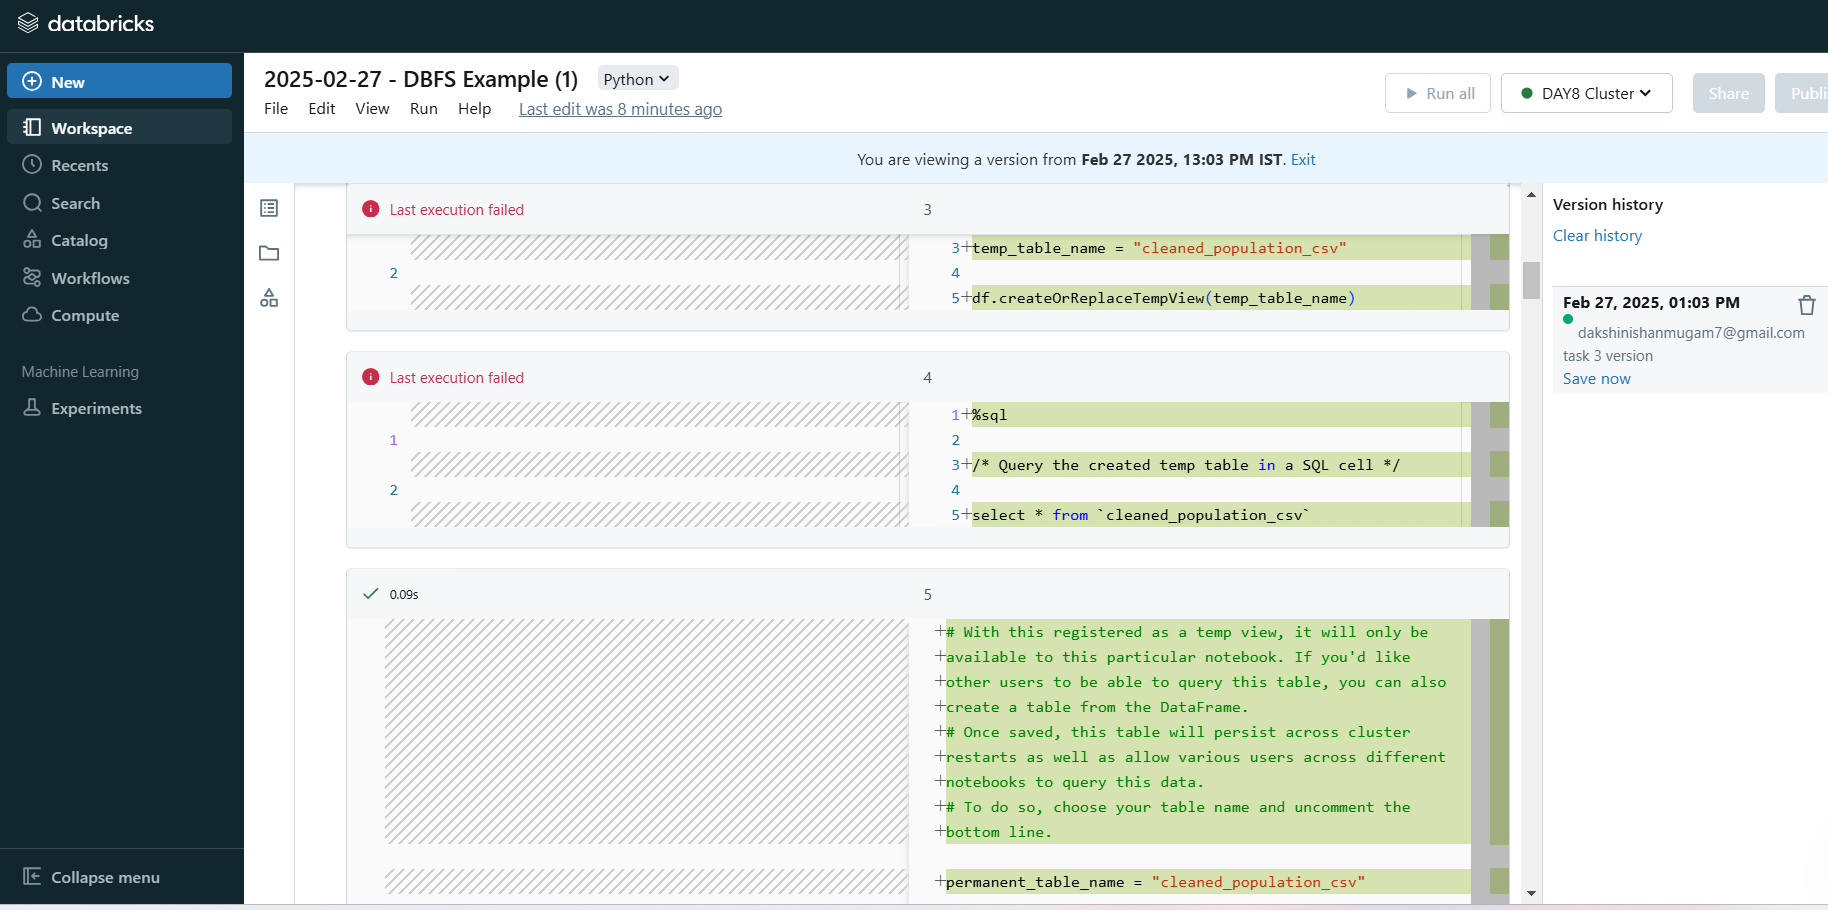 databricks
New
Workspace
Recents
Search
Catalog
Workflows
Compute
Machine Learning
Experiments
Collapse menu
2025-02-27 - DBFS Example (1)
Python
File Edit View Run Help Last edit was 8 minutes ago
Run all
DAY8 Cluster
Share
Publi
You are viewing a version from Feb 27 2025, 13:03 PM IST. Exit
Last execution failed
3
3+temp_table_name = "cleaned_population_csv"
2
4
5+df.createOrReplaceTempView(temp_table_name)
Last execution failed
4
1+%sql
1
2
3+/* Query the created temp table in a SQL cell */
2
4
5+select * from `cleaned_population_csv`
0.09s
5
+# With this registered as a temp view, it will only be
+available to this particular notebook. If you'd like
+other users to be able to query this table, you can also
+create a table from the DataFrame.
+# Once saved, this table will persist across cluster
+restarts as well as allow various users across different
+notebooks to query this data.
+# To do so, choose your table name and uncomment the
+bottom line.
+permanent_table_name = "cleaned_population_csv"
Version history
Clear history
Feb 27, 2025, 01:03 PM
dakshinishanmugam7@gmail.com
task 3 version
Save now